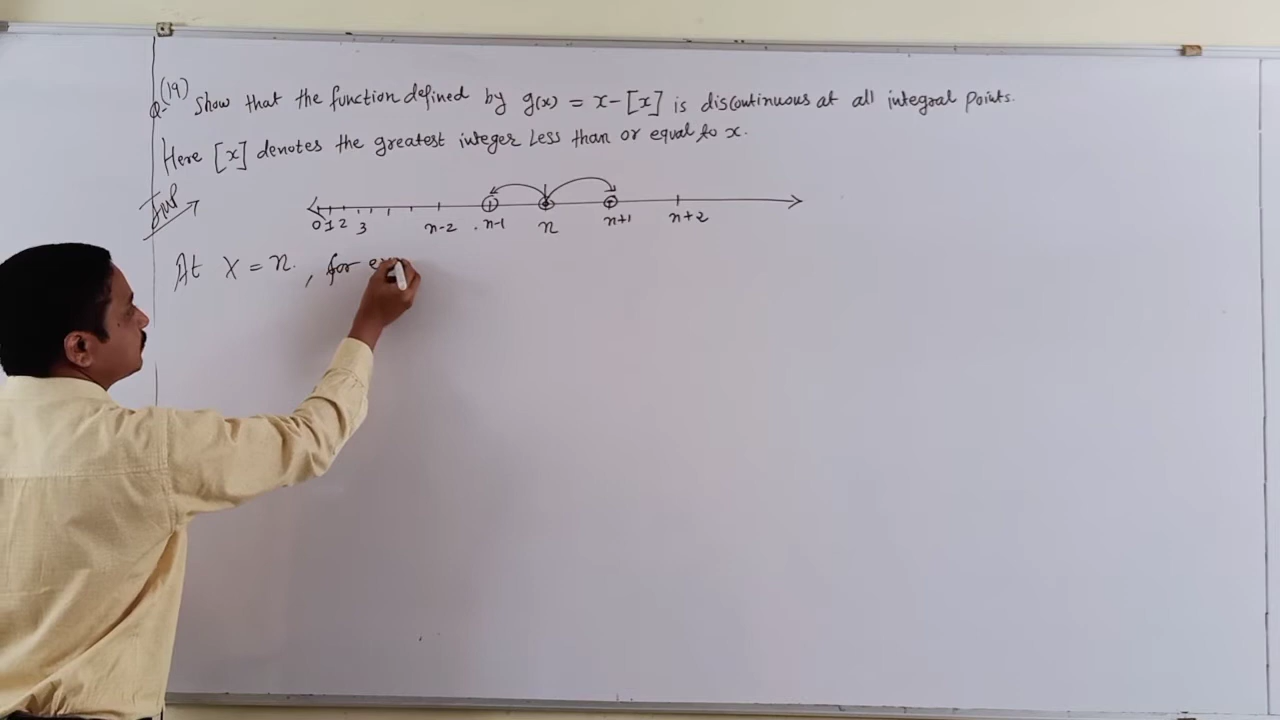 Q-(19) Show that the function defined by g(x) = x-[x] is discontinuous at all integral points.
Here [x] denotes the greatest integer less than or equal to x.
Imp
0 1 2 3 n-2 n-1 n n+1 n+2
At x = n. , for